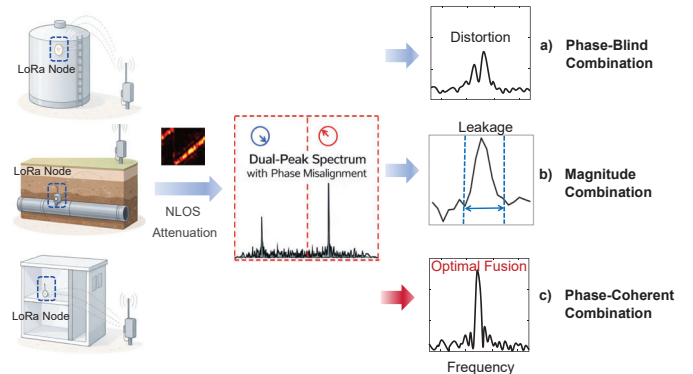 LoRa Node
LoRa Node
LoRa Node
NLOS
Attenuation
Dual-Peak Spectrum
with Phase Misalignment
Distortion
a) Phase-Blind
Combination
Leakage
b) Magnitude
Combination
Optimal Fusion
c) Phase-Coherent
Combination
Frequency